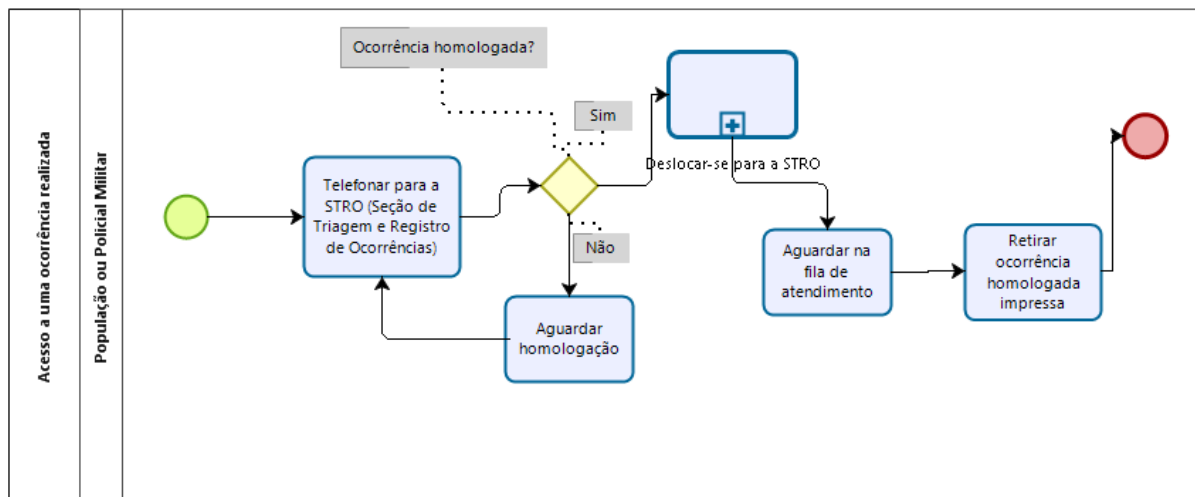 Acesso a uma ocorrência realizada
População ou Policial Militar
Ocorrência homologada?
Sim
Telefonar para a
STRO (Seção de
Triagem e Registro
de Ocorrências)
Não
Aguardar
homologação
Deslocar-se para a STRO
Aguardar na
fila de
atendimento
Retirar
ocorrência
homologada
impressa